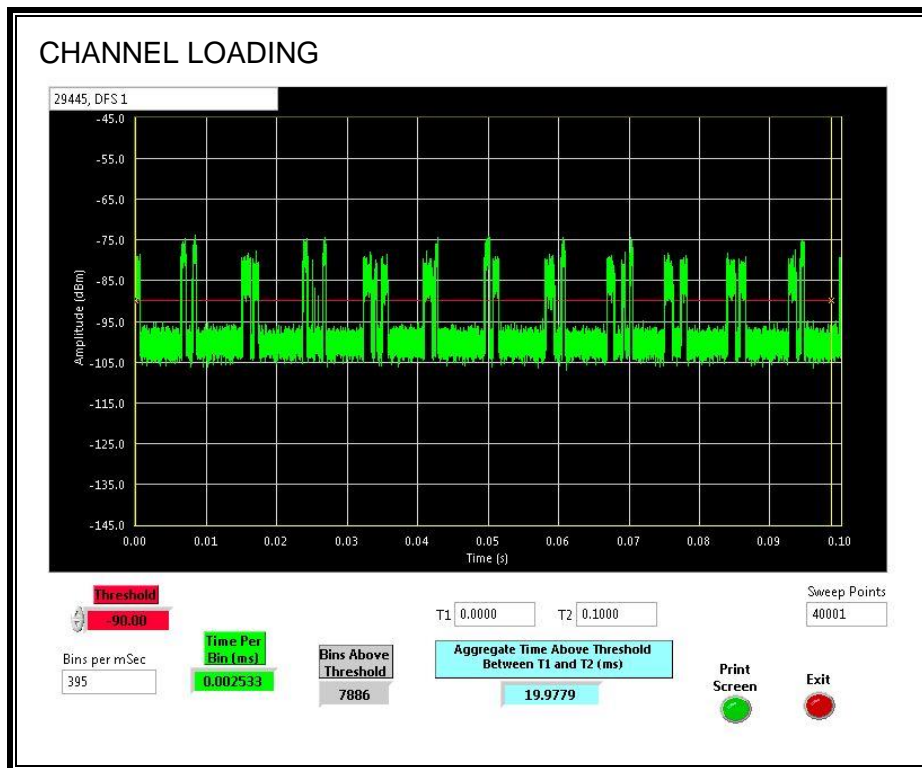 CHANNEL LOADING
29445, DFS 1
Amplitude (dBm)
-45.0
-55.0
-65.0
-75.0
-85.0
-95.0
-105.0
-115.0
-125.0
-135.0
-145.0
0.00 0.01 0.02 0.03 0.04 0.05 0.06 0.07 0.08 0.09 0.10
Time (s)
Threshold
-90.00
Bins per mSec
395
Time Per
Bin (ms)
0.002533
Bins Above
Threshold
7886
T1 0.0000 T2 0.1000
Aggregate Time Above Threshold
Between T1 and T2 (ms)
19.9779
Sweep Points
40001
Print
Screen
Exit